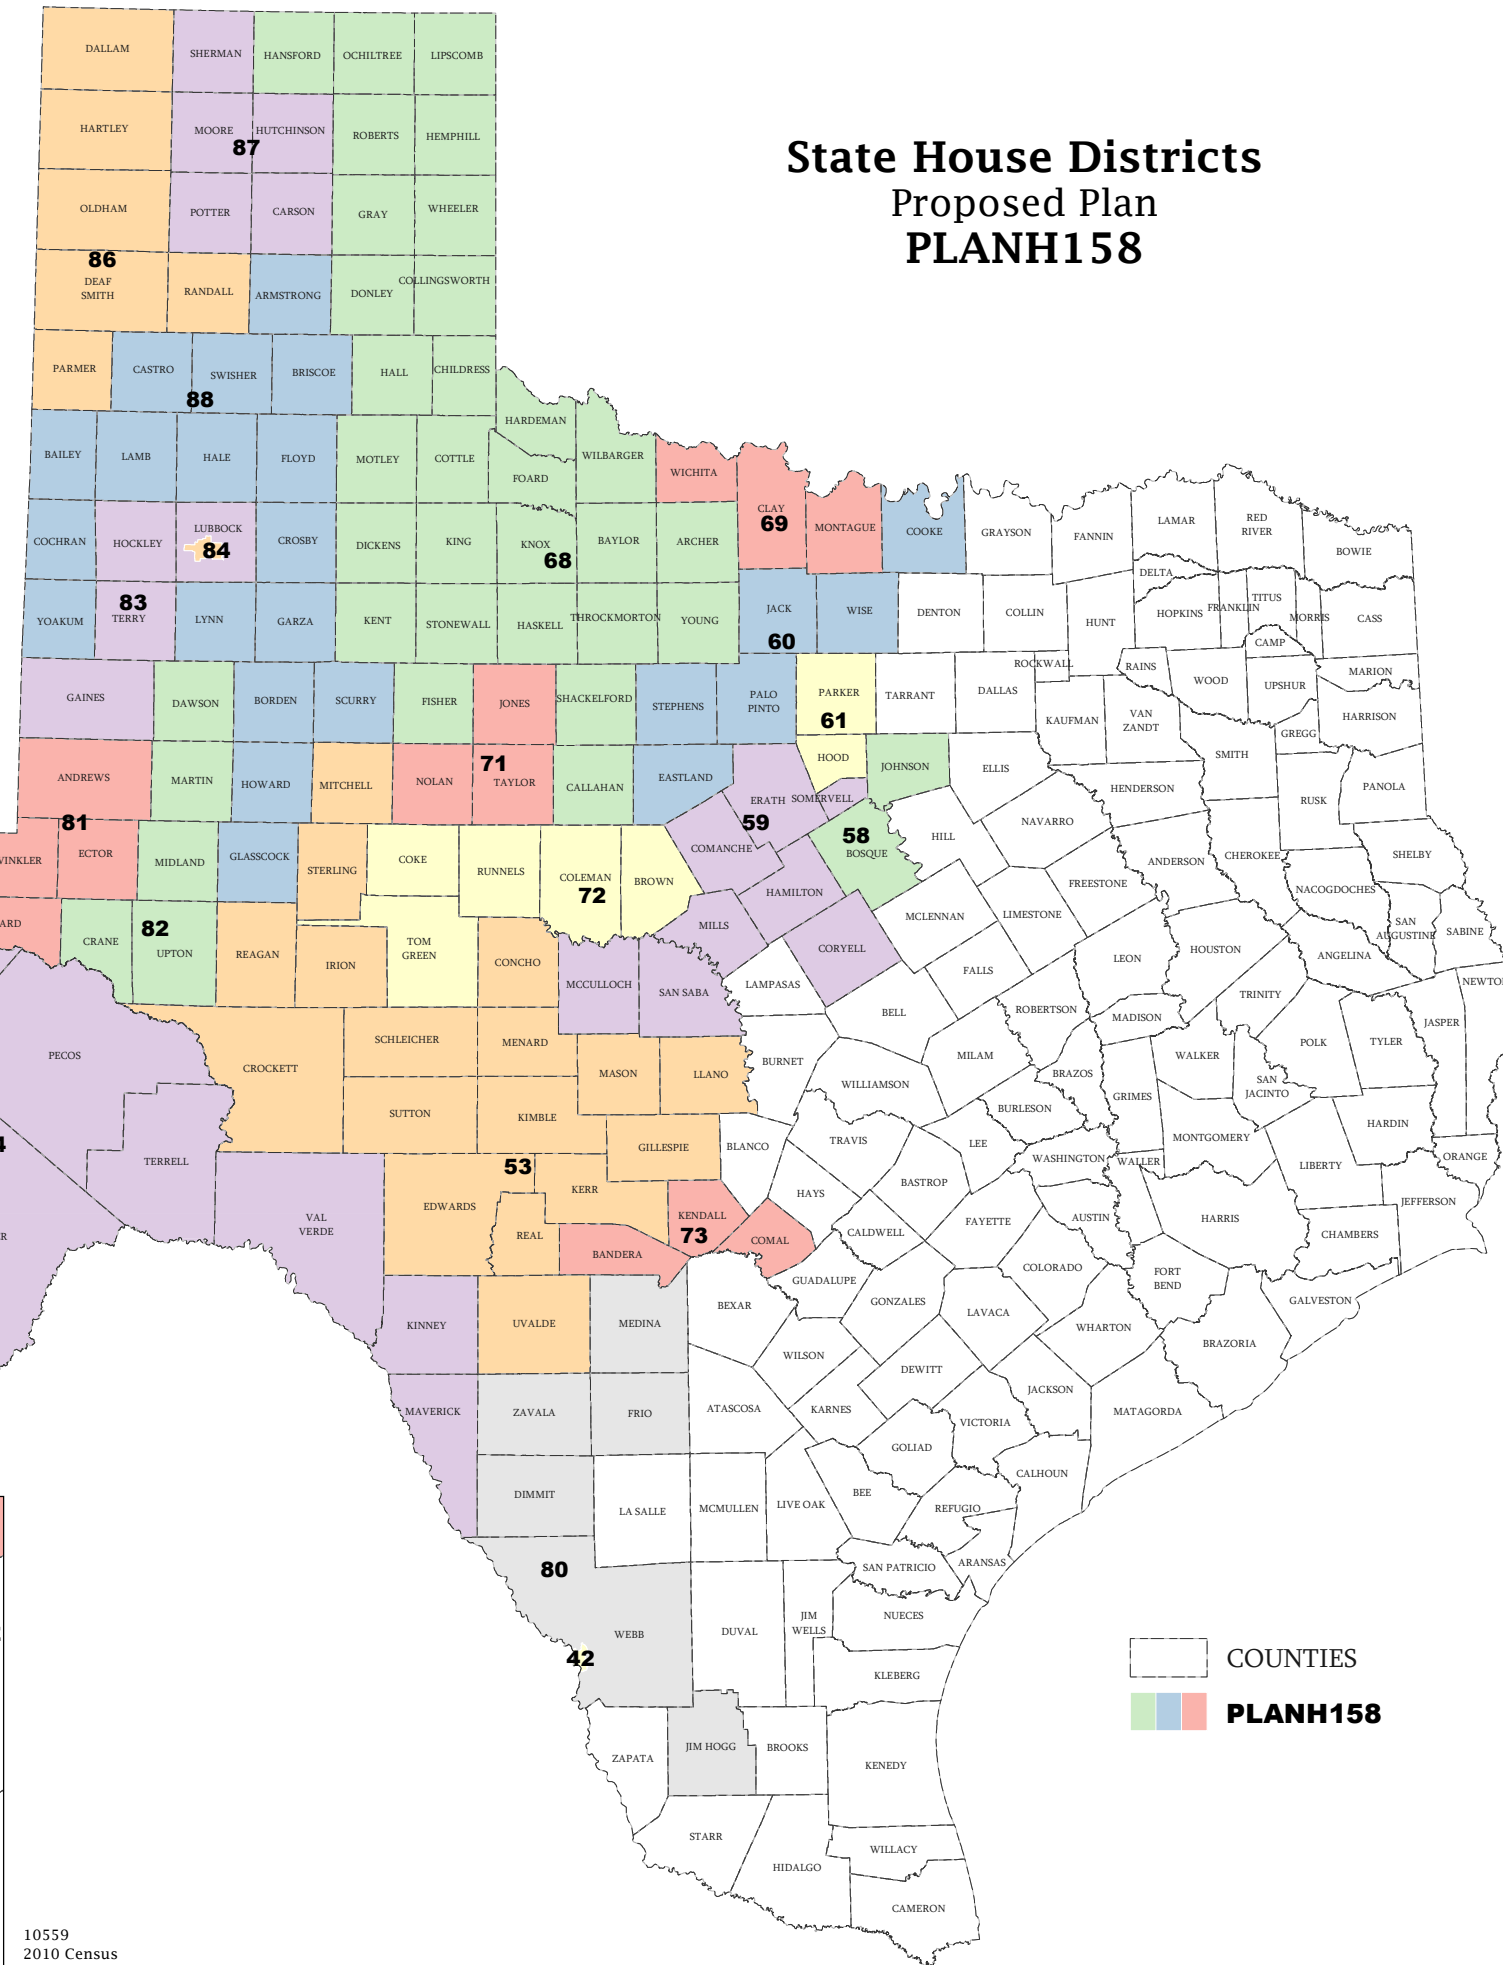 State House Districts
Proposed Plan
PLANH158
DALLAM
SHERMAN
HANSFORD
OCHILTREE
LIPSCOMB
HARTLEY
MOORE
HUTCHINSON
ROBERTS
HEMPHILL
87
OLDHAM
POTTER
CARSON
GRAY
WHEELER
86
DEAF
SMITH
RANDALL
ARMSTRONG
DONLEY
COLLINGSWORTH
PARMER
CASTRO
SWISHER
BRISCOE
HALL
CHILDRESS
88
HARDEMAN
BAILEY
LAMB
HALE
FLOYD
MOTLEY
COTTLE
FOARD
WILBARGER
WICHITA
CLAY
69
MONTAGUE
COOKE
GRAYSON
FANNIN
LAMAR
RED
RIVER
BOWIE
COCHRAN
HOCKLEY
LUBBOCK
84
CROSBY
DICKENS
KING
KNOX
68
BAYLOR
ARCHER
DELTA
HOPKINS
FRANKLIN
TITUS
MORRIS
CASS
CAMP
YOAKUM
83
TERRY
LYNN
GARZA
KENT
STONEWALL
HASKELL
THROCKMORTON
YOUNG
JACK
60
WISE
DENTON
COLLIN
HUNT
ROCKWALL
RAINS
WOOD
UPSHUR
MARION
HARRISON
GAINES
DAWSON
BORDEN
SCURRY
FISHER
JONES
SHACKELFORD
STEPHENS
PALO
PINTO
PARKER
61
TARRANT
DALLAS
KAUFMAN
VAN
ZANDT
GREGG
SMITH
ANDREWS
MARTIN
HOWARD
MITCHELL
NOLAN
71
TAYLOR
CALLAHAN
EASTLAND
HOOD
JOHNSON
ELLIS
HENDERSON
RUSK
PANOLA
81
ERATH
SOMERVELL
59
58
BOSQUE
HILL
NAVARRO
WINKLER
ECTOR
MIDLAND
GLASSCOCK
STERLING
COKE
RUNNELS
COLEMAN
72
BROWN
COMANCHE
HAMILTON
FREESTONE
ANDERSON
CHEROKEE
NACOGDOCHES
SHELBY
ARD
CRANE
82
UPTON
REAGAN
IRION
TOM
GREEN
CONCHO
MILLS
CORYELL
MCLENNAN
LIMESTONE
SAN
AUGUSTINE
SABINE
MCCULLOCH
SAN SABA
LAMPASAS
BELL
FALLS
LEON
HOUSTON
ANGELINA
ROBERTSON
MADISON
TRINITY
POLK
TYLER
JASPER
NEWTO
PECOS
CROCKETT
SCHLEICHER
MENARD
MASON
LLANO
BURNET
WILLIAMSON
MILAM
BRAZOS
GRIMES
WALKER
SAN
JACINTO
SUTTON
KIMBLE
BURLESON
MONTGOMERY
HARDIN
4
TERRELL
53
GILLESPIE
BLANCO
TRAVIS
LEE
WASHINGTON
WALLER
LIBERTY
ORANGE
R
VAL
VERDE
EDWARDS
KERR
REAL
BANDERA
KENDALL
73
COMAL
HAYS
BASTROP
CALDWELL
FAYETTE
AUSTIN
HARRIS
CHAMBERS
JEFFERSON
KINNEY
UVALDE
MEDINA
BEXAR
GUADALUPE
GONZALES
COLORADO
LAVACA
FORT
BEND
GALVESTON
WHARTON
BRAZORIA
WILSON
DEWITT
JACKSON
MATAGORDA
MAVERICK
ZAVALA
FRIO
ATASCOSA
KARNES
GOLIAD
VICTORIA
CALHOUN
DIMMIT
LA SALLE
MCMULLEN
LIVE OAK
BEE
REFUGIO
ARANSAS
SAN PATRICIO
80
WEBB
42
DUVAL
JIM
WELLS
NUECES
KLEBERG
ZAPATA
JIM HOGG
BROOKS
KENEDY
STARR
HIDALGO
WILLACY
CAMERON
COUNTIES
PLANH158
10559
2010 Census